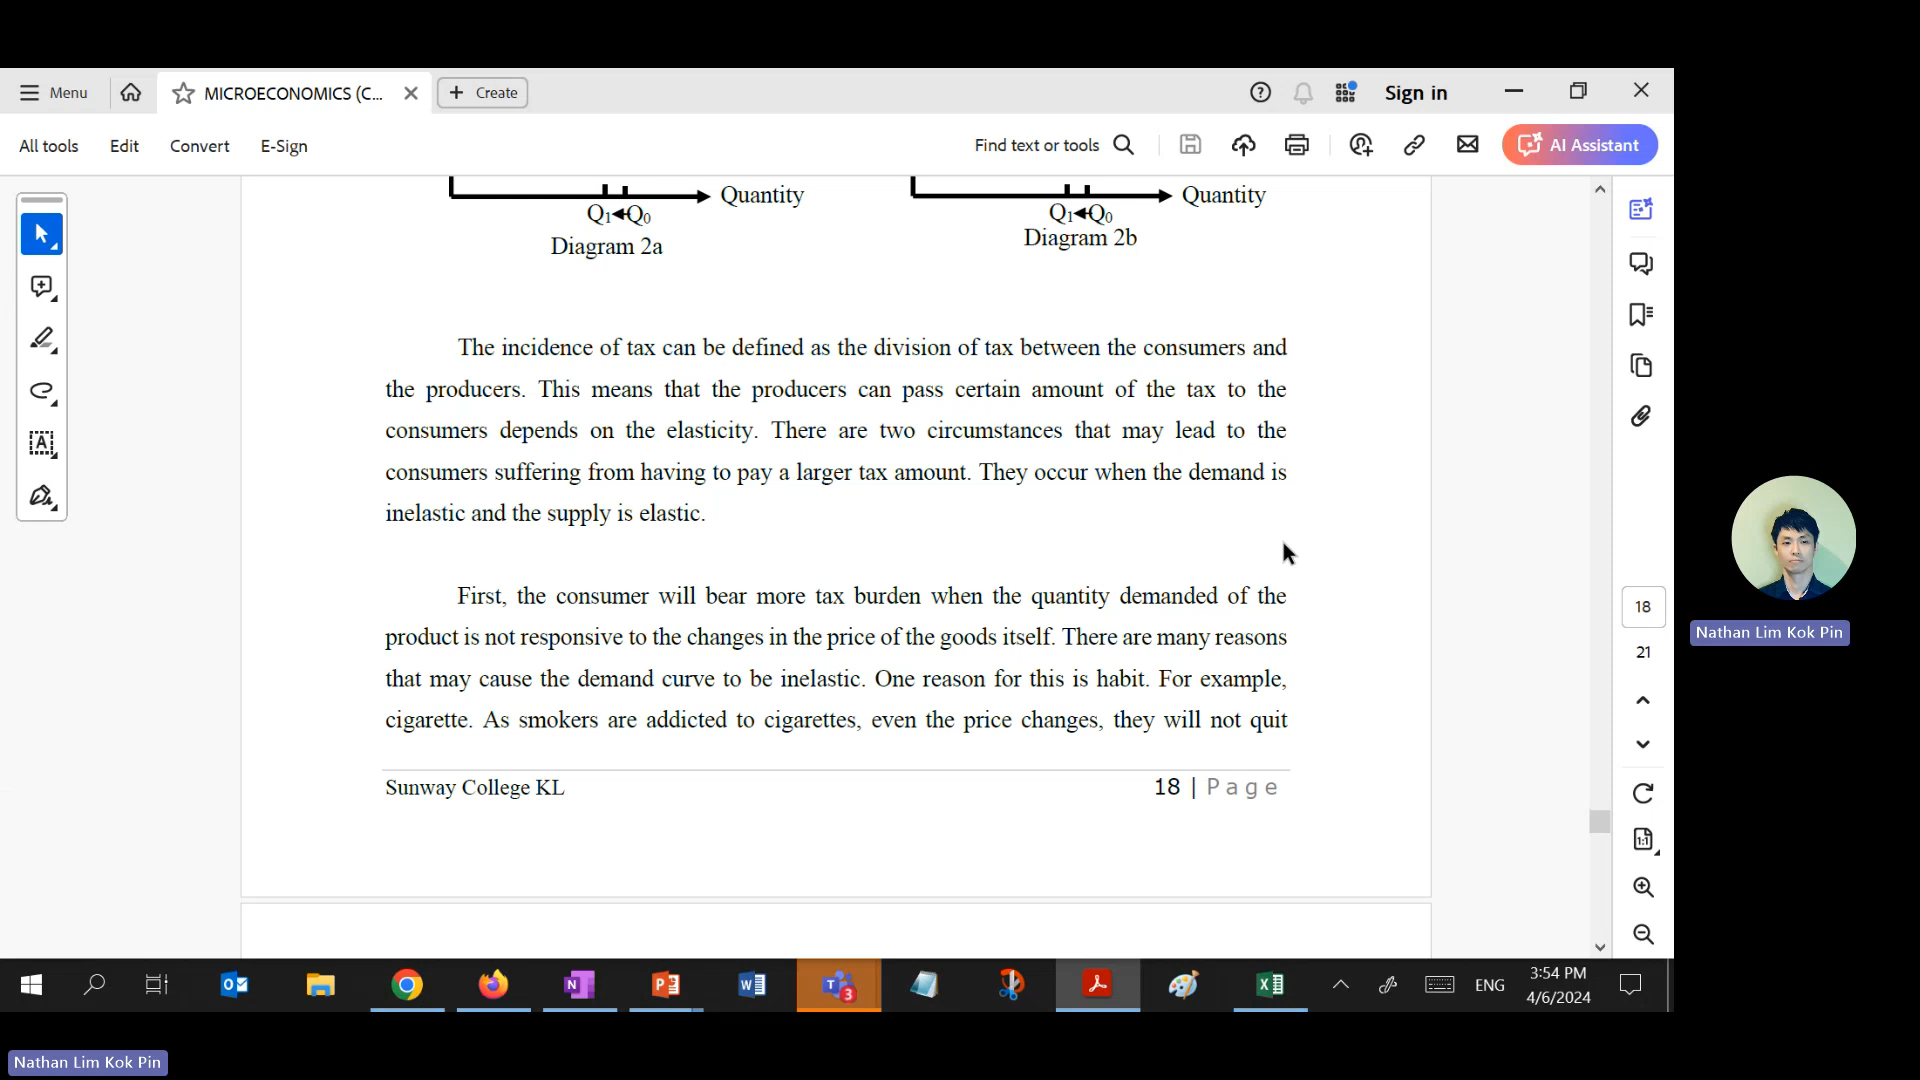 Menu
MICROECONOMICS (C...
Create
Sign in
All tools
Edit
Convert
E-Sign
Find text or tools
AI Assistant
Quantity
Quantity
Q1 Q0
Q1 Q0
Diagram 2a
Diagram 2b
The incidence of tax can be defined as the division of tax between the consumers and
the producers. This means that the producers can pass certain amount of the tax to the
consumers depends on the elasticity. There are two circumstances that may lead to the
consumers suffering from having to pay a larger tax amount. They occur when the demand is
inelastic and the supply is elastic.
First, the consumer will bear more tax burden when the quantity demanded of the
product is not responsive to the changes in the price of the goods itself. There are many reasons
that may cause the demand curve to be inelastic. One reason for this is habit. For example,
cigarette. As smokers are addicted to cigarettes, even the price changes, they will not quit
Sunway College KL
18 | Page
18
21
1:1
Nathan Lim Kok Pin
3
ENG
3:54 PM
4/6/2024
Nathan Lim Kok Pin